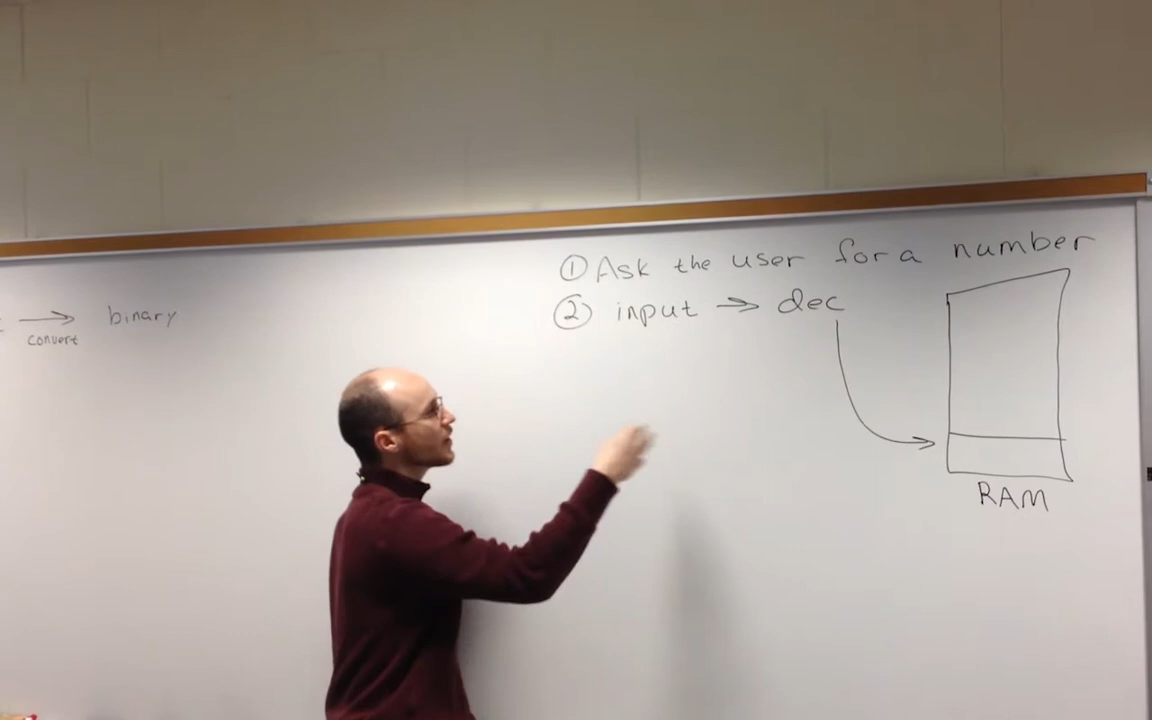 ① Ask the user for a number
② input → dec
→ binary
convert
RAM